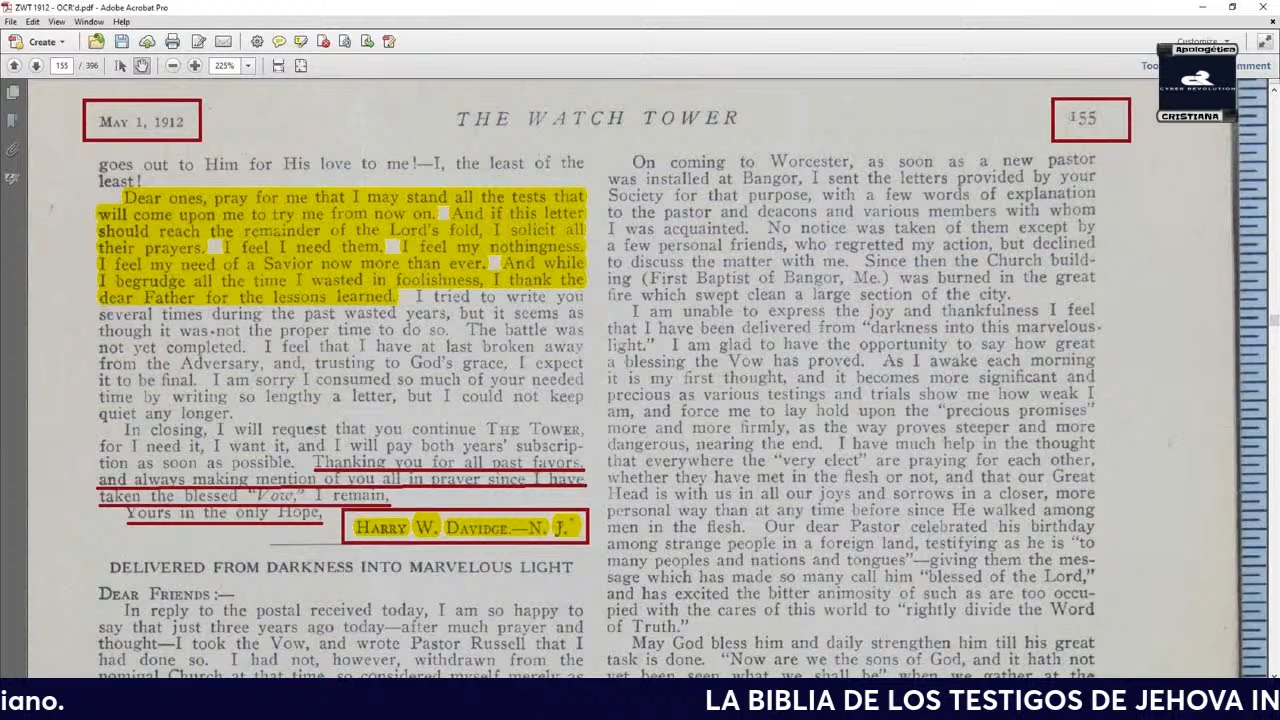 ZWT 1912 - OCR'd.pdf - Adobe Acrobat Pro
File Edit View Window Help
Create
Customize
155 / 396
225%
Comment
Apologética
CYBER REVOLUTION
CRISTIANA
MAY 1, 1912
THE WATCH TOWER
155
goes out to Him for His love to me!—I, the least of the
least!
Dear ones, pray for me that I may stand all the tests that
will come upon me to try me from now on. And if this letter
should reach the remainder of the Lord's fold, I solicit all
their prayers. I feel I need them. I feel my nothingness.
I feel my need of a Savior now more than ever. And while
I begrudge all the time I wasted in foolishness, I thank the
dear Father for the lessons learned. I tried to write you
several times during the past wasted years, but it seems as
though it was not the proper time to do so. The battle was
not yet completed. I feel that I have at last broken away
from the Adversary, and, trusting to God's grace, I expect
it to be final. I am sorry I consumed so much of your needed
time by writing so lengthy a letter, but I could not keep
quiet any longer.
In closing, I will request that you continue THE TOWER,
for I need it, I want it, and I will pay both years' subscrip-
tion as soon as possible. Thanking you for all past favors,
and always making mention of you all in prayer since I have
taken the blessed "Vow," I remain,
Yours in the only Hope,
HARRY W. DAVIDGE.—N. J.
DELIVERED FROM DARKNESS INTO MARVELOUS LIGHT
DEAR FRIENDS:—
In reply to the postal received today, I am so happy to
say that just three years ago today—after much prayer and
thought—I took the Vow, and wrote Pastor Russell that I
had done so. I had not, however, withdrawn from the
nominal Church at that time, so considered myself merely as
On coming to Worcester, as soon as a new pastor
was installed at Bangor, I sent the letters provided by your
Society for that purpose, with a few words of explanation
to the pastor and deacons and various members with whom
I was acquainted. No notice was taken of them except by
a few personal friends, who regretted my action, but declined
to discuss the matter with me. Since then the Church build-
ing (First Baptist of Bangor, Me.) was burned in the great
fire which swept clean a large section of the city.
I am unable to express the joy and thankfulness I feel
that I have been delivered from "darkness into this marvelous
light." I am glad to have the opportunity to say how great
a blessing the Vow has proved. As I awake each morning
it is my first thought, and it becomes more significant and
precious as various testings and trials show me how weak I
am, and force me to lay hold upon the "precious promises"
more and more firmly, as the way proves steeper and more
dangerous, nearing the end. I have much help in the thought
that everywhere the "very elect" are praying for each other,
whether they have met in the flesh or not, and that our Great
Head is with us in all our joys and sorrows in a closer, more
personal way than at any time before since He walked among
men in the flesh. Our dear Pastor celebrated his birthday
among strange people in a foreign land, testifying as he is "to
many peoples and nations and tongues"—giving them the mes-
sage which has made so many call him "blessed of the Lord,"
and has excited the bitter animosity of such as are too occu-
pied with the cares of this world to "rightly divide the Word
of Truth."
May God bless him and daily strengthen him till his great
task is done. "Now are we the sons of God, and it hath not
yet been seen what we shall be" when we gather at the
iano.
LA BIBLIA DE LOS TESTIGOS DE JEHOVA IN